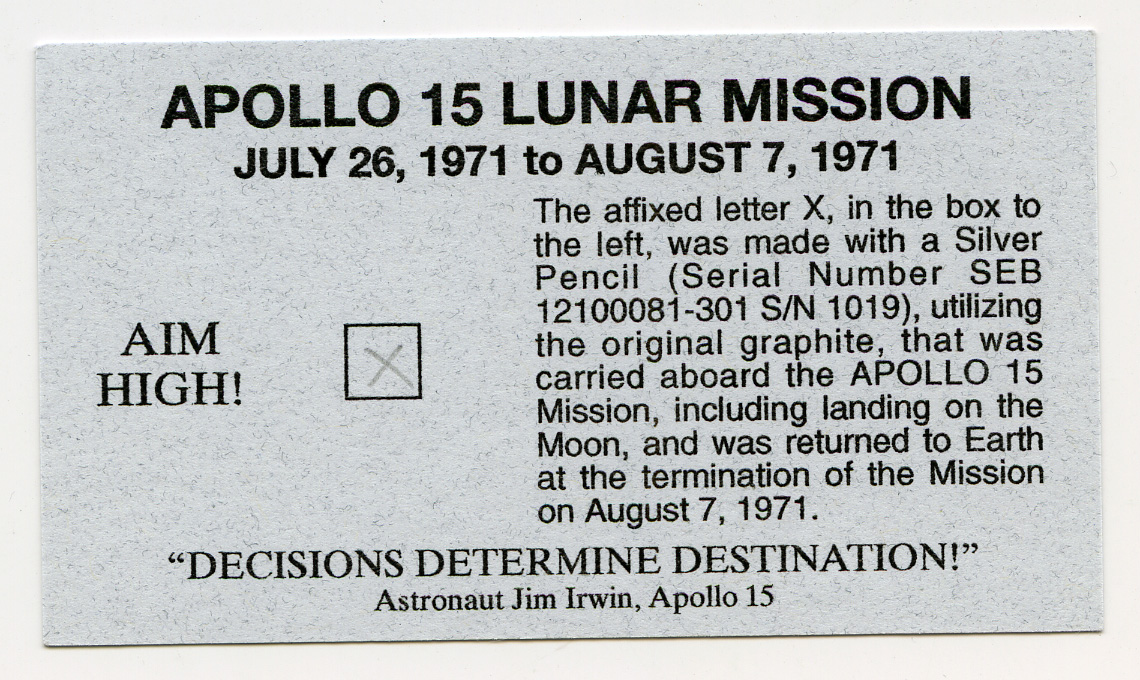 APOLLO 15 LUNAR MISSION
JULY 26, 1971 to AUGUST 7, 1971
The affixed letter X, in the box to
the left, was made with a Silver
Pencil (Serial Number SEB
12100081-301 S/N 1019), utilizing
the original graphite, that was
carried aboard the APOLLO 15
Mission, including landing on the
Moon, and was returned to Earth
at the termination of the Mission
on August 7, 1971.
AIM
HIGH!
X
“DECISIONS DETERMINE DESTINATION!”
Astronaut Jim Irwin, Apollo 15